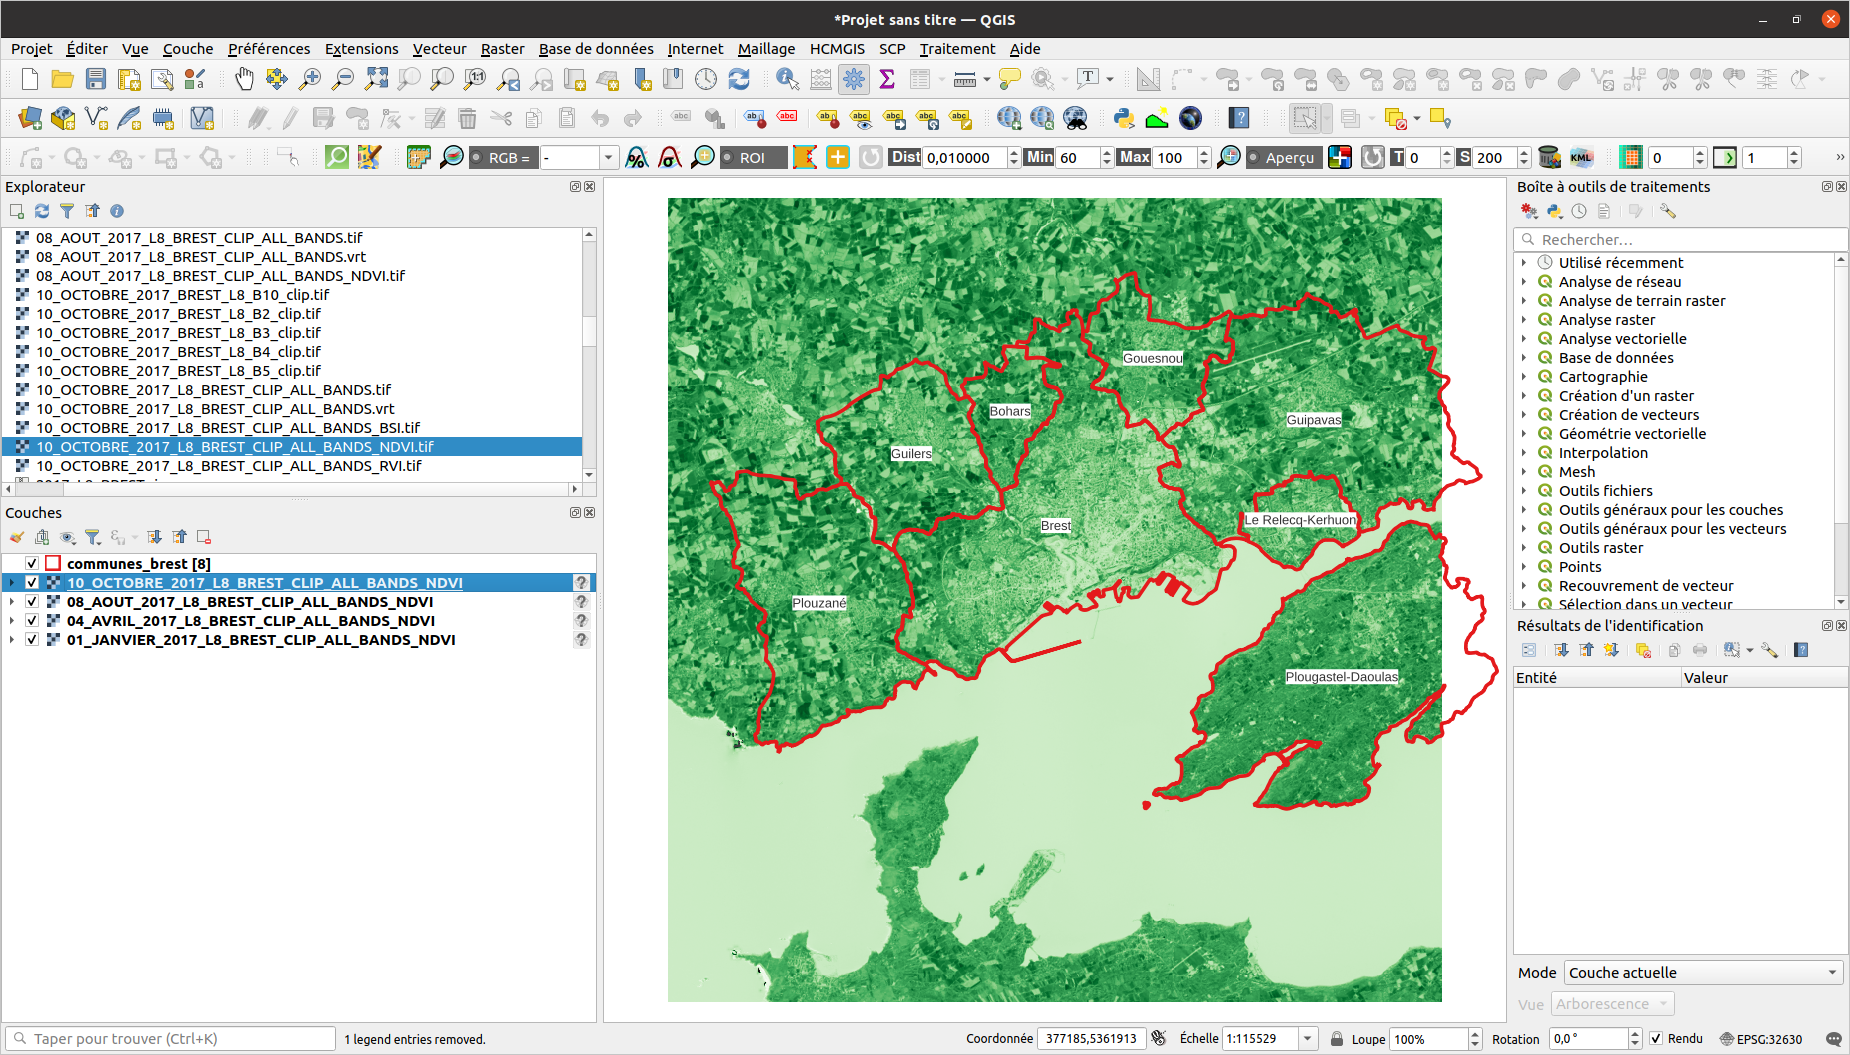 *Projet sans titre — QGIS
Projet Éditer Vue Couche Préférences Extensions Vecteur Raster Base de données Internet Maillage HCMGIS SCP Traitement Aide
RGB = - ROI Dist 0,010000 Min 60 Max 100 Aperçu T 0 S 200 KML 0 1 »
Explorateur
08_AOUT_2017_L8_BREST_CLIP_ALL_BANDS.tif
08_AOUT_2017_L8_BREST_CLIP_ALL_BANDS.vrt
08_AOUT_2017_L8_BREST_CLIP_ALL_BANDS_NDVI.tif
10_OCTOBRE_2017_BREST_L8_B10_clip.tif
10_OCTOBRE_2017_BREST_L8_B2_clip.tif
10_OCTOBRE_2017_BREST_L8_B3_clip.tif
10_OCTOBRE_2017_BREST_L8_B4_clip.tif
10_OCTOBRE_2017_BREST_L8_B5_clip.tif
10_OCTOBRE_2017_L8_BREST_CLIP_ALL_BANDS.tif
10_OCTOBRE_2017_L8_BREST_CLIP_ALL_BANDS.vrt
10_OCTOBRE_2017_L8_BREST_CLIP_ALL_BANDS_BSI.tif
10_OCTOBRE_2017_L8_BREST_CLIP_ALL_BANDS_NDVI.tif
10_OCTOBRE_2017_L8_BREST_CLIP_ALL_BANDS_RVI.tif
Couches
communes_brest [8]
10_OCTOBRE_2017_L8_BREST_CLIP_ALL_BANDS_NDVI
08_AOUT_2017_L8_BREST_CLIP_ALL_BANDS_NDVI
04_AVRIL_2017_L8_BREST_CLIP_ALL_BANDS_NDVI
01_JANVIER_2017_L8_BREST_CLIP_ALL_BANDS_NDVI
Gouesnou
Bohars
Guipavas
Guilers
Le Relecq-Kerhuon
Brest
Plouzané
Plougastel-Daoulas
Boîte à outils de traitements
Rechercher…
Utilisé récemment
Analyse de réseau
Analyse de terrain raster
Analyse raster
Analyse vectorielle
Base de données
Cartographie
Création d'un raster
Création de vecteurs
Géométrie vectorielle
Interpolation
Mesh
Outils fichiers
Outils généraux pour les couches
Outils généraux pour les vecteurs
Outils raster
Points
Recouvrement de vecteur
Sélection dans un vecteur
Résultats de l'identification
Entité Valeur
Mode Couche actuelle
Vue Arborescence
Taper pour trouver (Ctrl+K) 1 legend entries removed. Coordonnée 377185,5361913 Échelle 1:115529 Loupe 100% Rotation 0,0 ° Rendu EPSG:32630